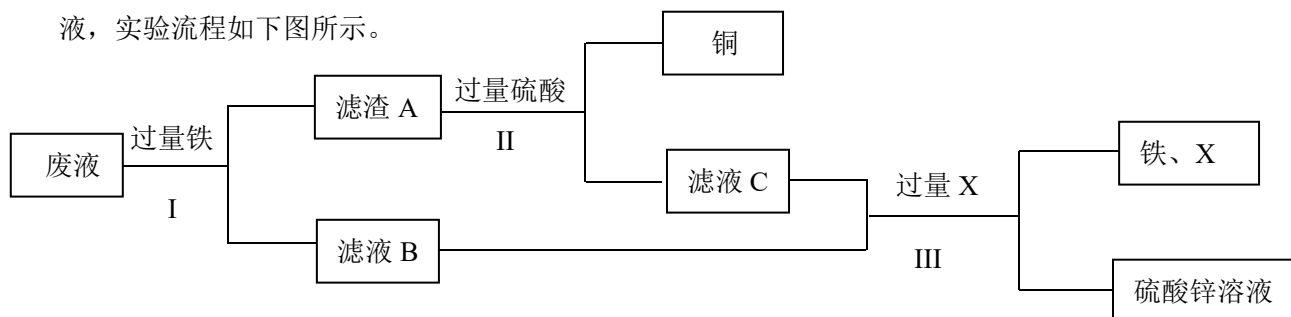 液，实验流程如下图所示。
铜
滤渣 A
过量硫酸
II
废液
过量铁
I
滤液 C
过量 X
III
铁、X
滤液 B
硫酸锌溶液